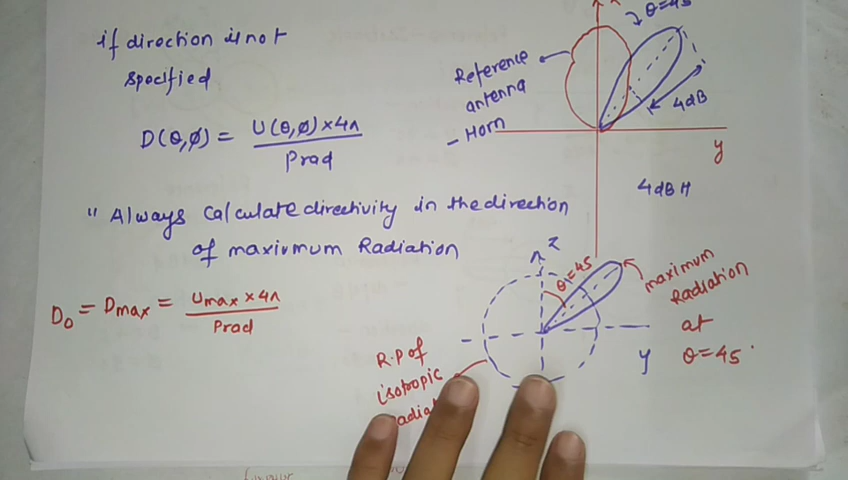 if direction is not
specified
D(θ,ϕ) = U(θ,ϕ)×4π
Prad
" Always Calculate directivity in the direction
of maximum Radiation
D₀ = Dmax = Umax × 4π
Prad
θ=45
Reference
antenna
- Horn
4dB
y
4dB H
z
θ=45
maximum
Radiation
at
θ=45°
y
R.P of
isotropic